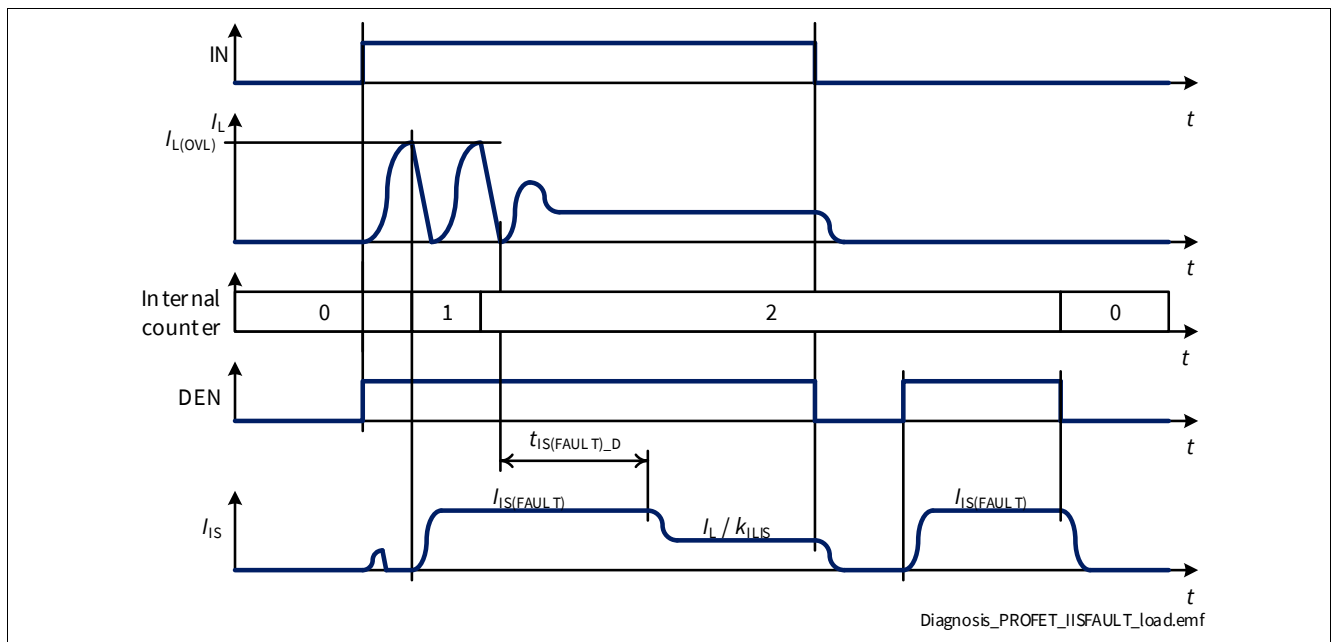 IN
t
I_L
I_L(OVL)
t
Internal
counter
0 1 2 0
t
DEN
t
t_IS(FAULT)_D
I_IS
I_IS(FAULT)
I_L / k_ILIS
I_IS(FAULT)
t
Diagnosis_PROFET_IISFAULT_load.emf